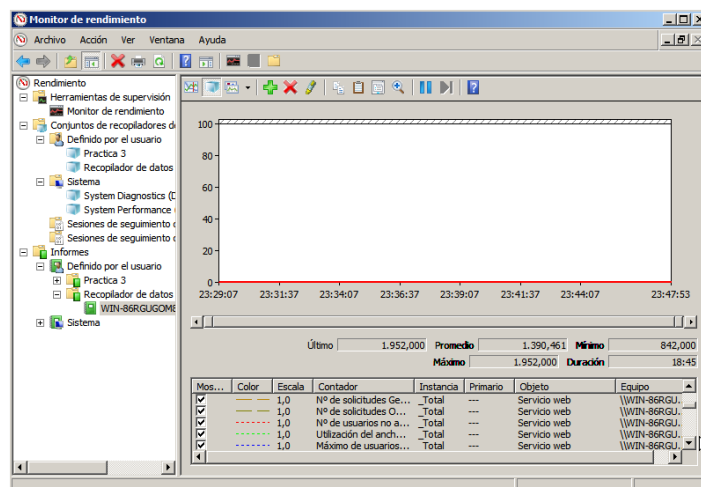 Monitor de rendimiento
Archivo Acción Ver Ventana Ayuda
Rendimiento
Herramientas de supervisión
Monitor de rendimiento
Conjuntos de recopiladores d
Definido por el usuario
Practica 3
Recopilador de datos
Sistema
System Diagnostics (D
System Performance (
Sesiones de seguimiento d
Sesiones de seguimiento d
Informes
Definido por el usuario
Practica 3
Recopilador de datos
WIN-86RGUGOM8
Sistema
100
80
60
40
20
0
23:29:07 23:31:37 23:34:07 23:36:37 23:39:07 23:41:37 23:44:07 23:47:53
Último 1.952,000 Promedio 1.390,461 Mínimo 842,000
Máximo 1.952,000 Duración 18:45
Mos... Color Escala Contador Instancia Primario Objeto Equipo
1,0 Nº de solicitudes Ge... _Total --- Servicio web \\WIN-86RGU...
1,0 Nº de solicitudes O... _Total --- Servicio web \\WIN-86RGU...
1,0 Nº de usuarios no a... _Total --- Servicio web \\WIN-86RGU...
1,0 Utilización del anch... _Total --- Servicio web \\WIN-86RGU...
1,0 Máximo de usuarios... _Total --- Servicio web \\WIN-86RGU...